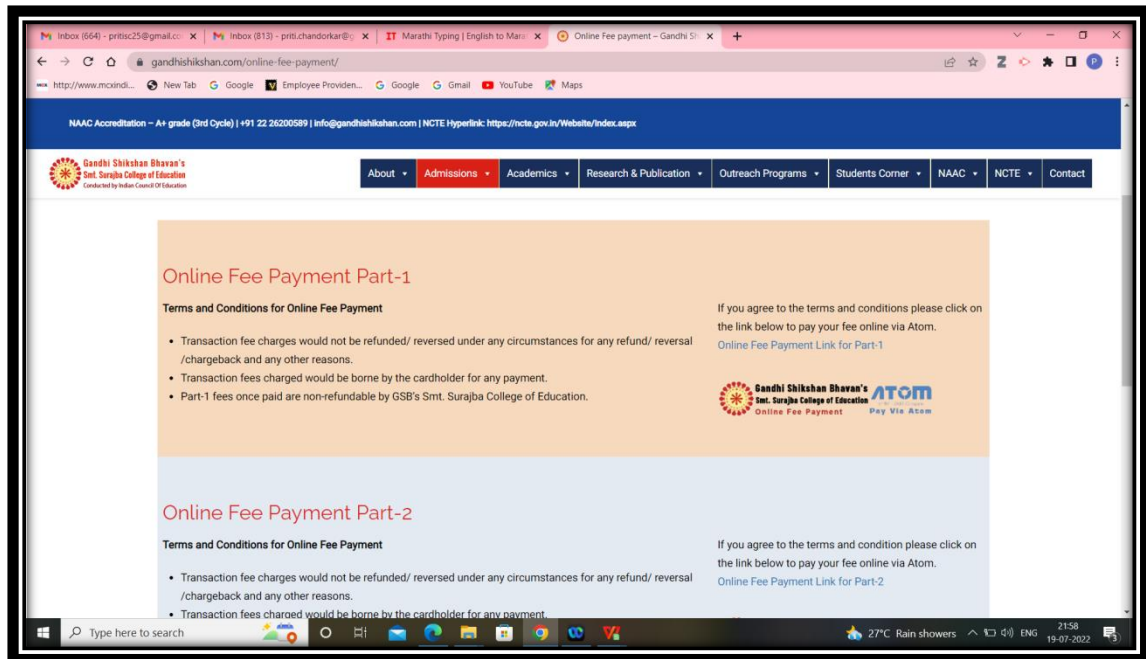 Inbox (664) - pritisc25@gmail.co
Inbox (813) - priti.chandorkar@g
IT Marathi Typing | English to Mara
Online Fee payment – Gandhi Sh
gandhishikshan.com/online-fee-payment/
http://www.mcxindi...
New Tab
Google
Employee Providen...
Google
Gmail
YouTube
Maps
NAAC Accreditation – A+ grade (3rd Cycle) | +91 22 26200589 | info@gandhishikshan.com | NCTE Hyperlink: https://ncte.gov.in/Website/Index.aspx
Gandhi Shikshan Bhavan's
Smt. Surajba College of Education
Conducted by Indian Council Of Education
About
Admissions
Academics
Research & Publication
Outreach Programs
Students Corner
NAAC
NCTE
Contact
Online Fee Payment Part-1
Terms and Conditions for Online Fee Payment
• Transaction fee charges would not be refunded/ reversed under any circumstances for any refund/ reversal
/chargeback and any other reasons.
• Transaction fees charged would be borne by the cardholder for any payment.
• Part-1 fees once paid are non-refundable by GSB's Smt. Surajba College of Education.
If you agree to the terms and conditions please click on
the link below to pay your fee online via Atom.
Online Fee Payment Link for Part-1
Gandhi Shikshan Bhavan's
Smt. Surajba College of Education
Online Fee Payment
ATOM
Pay Via Atom
Online Fee Payment Part-2
Terms and Conditions for Online Fee Payment
• Transaction fee charges would not be refunded/ reversed under any circumstances for any refund/ reversal
/chargeback and any other reasons.
• Transaction fees charged would be borne by the cardholder for any payment.
If you agree to the terms and condition please click on
the link below to pay your fee online via Atom.
Online Fee Payment Link for Part-2
Type here to search
27°C Rain showers
ENG
21:58
19-07-2022